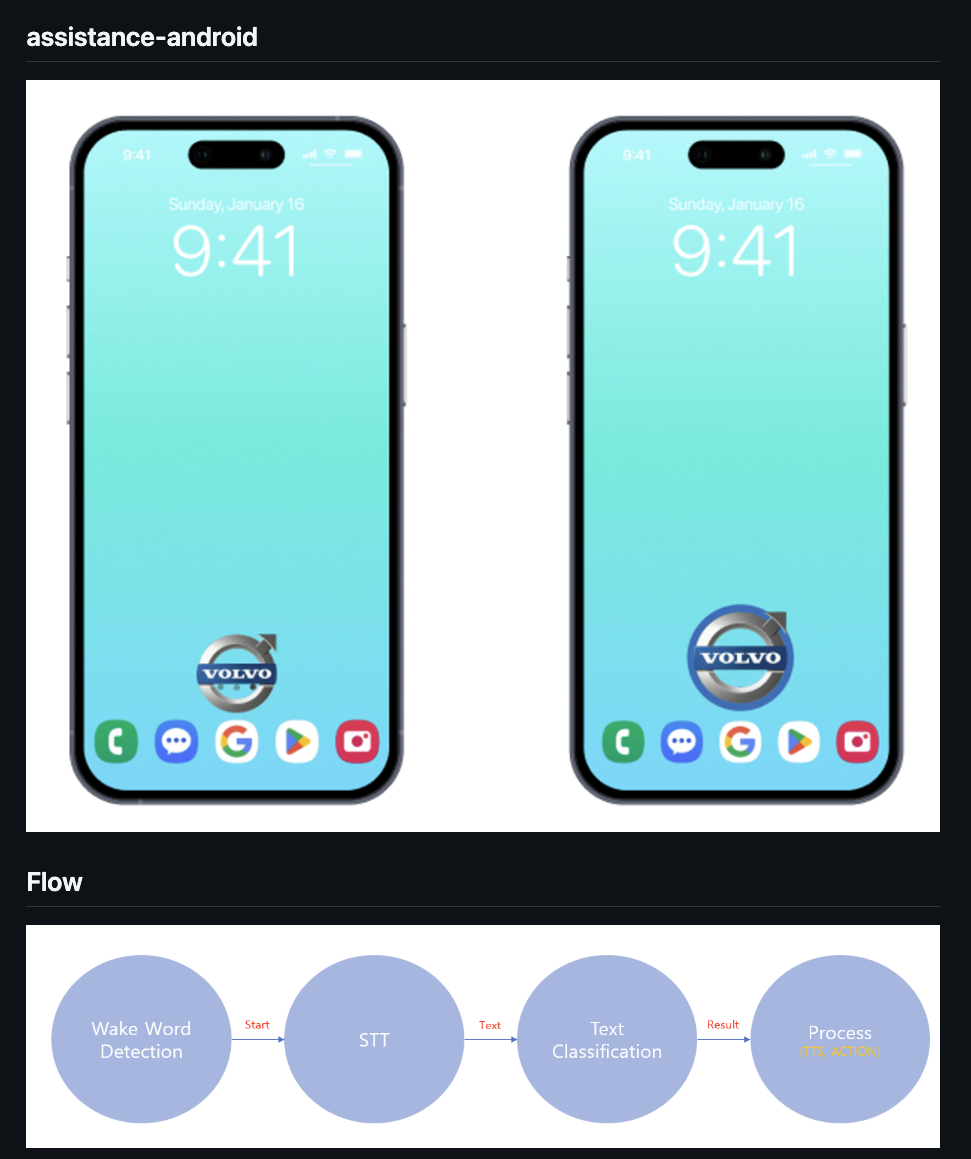 assistance-android
9:41
Sunday, January 16
9:41
VOLVO
9:41
Sunday, January 16
9:41
VOLVO
Flow
Wake Word
Detection
Start
STT
Text
Text
Classification
Result
Process
(TTS, ACTION)